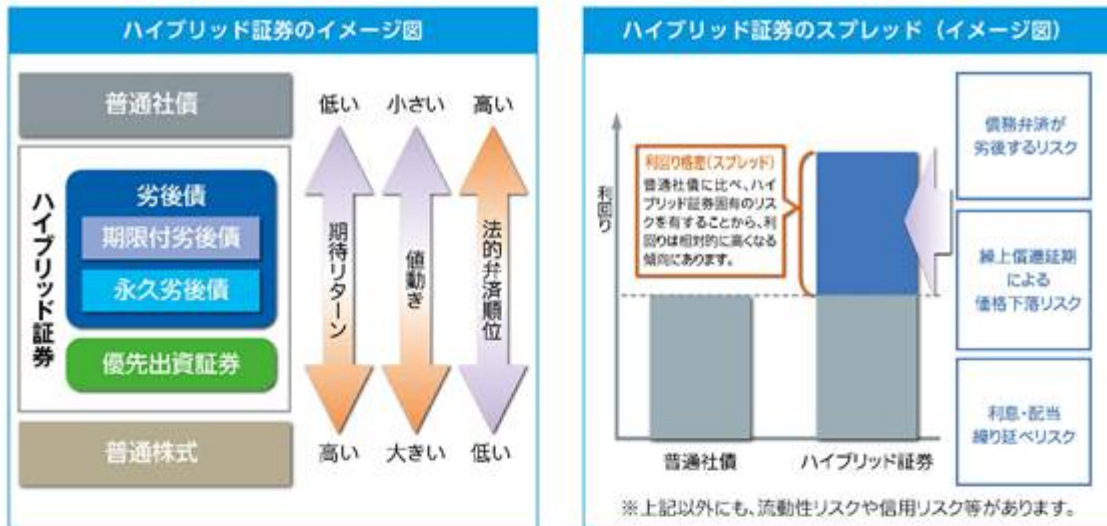 ハイブリッド証券のイメージ図
普通社債
ハイブリッド証券
劣後債
期限付劣後債
永久劣後債
優先出資証券
普通株式
低い
小さい
高い
期待リターン
値動き
法的弁済順位
高い
大きい
低い
ハイブリッド証券のスプレッド（イメージ図）
利回り
利回り格差(スプレッド)
普通社債に比べ、ハイ
ブリッド証券固有のリス
クを有することから、利
回りは相対的に高くなる
傾向にあります。
普通社債
ハイブリッド証券
債務弁済が
劣後するリスク
繰上償還延期
による
価格下落リスク
利息・配当
繰り延べリスク
※上記以外にも、流動性リスクや信用リスク等があります。